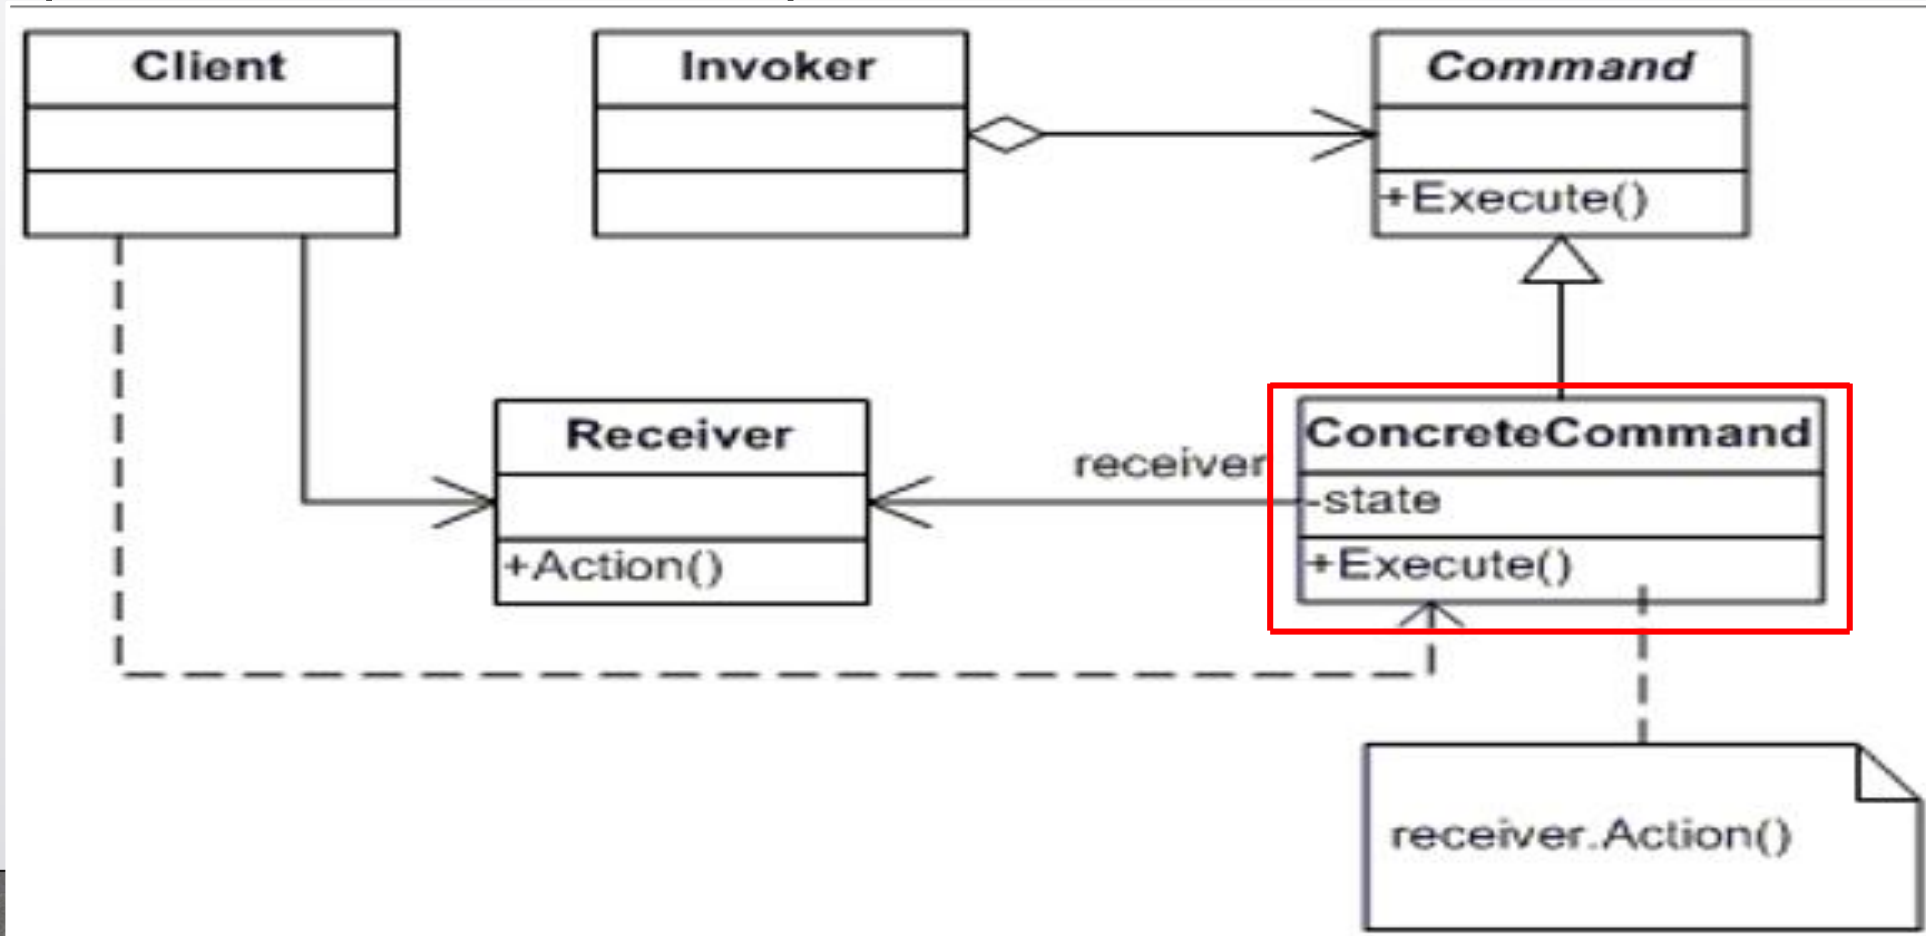 Client
Invoker
Command
+Execute()
Receiver
+Action()
receiver
ConcreteCommand
-state
+Execute()
receiver.Action()